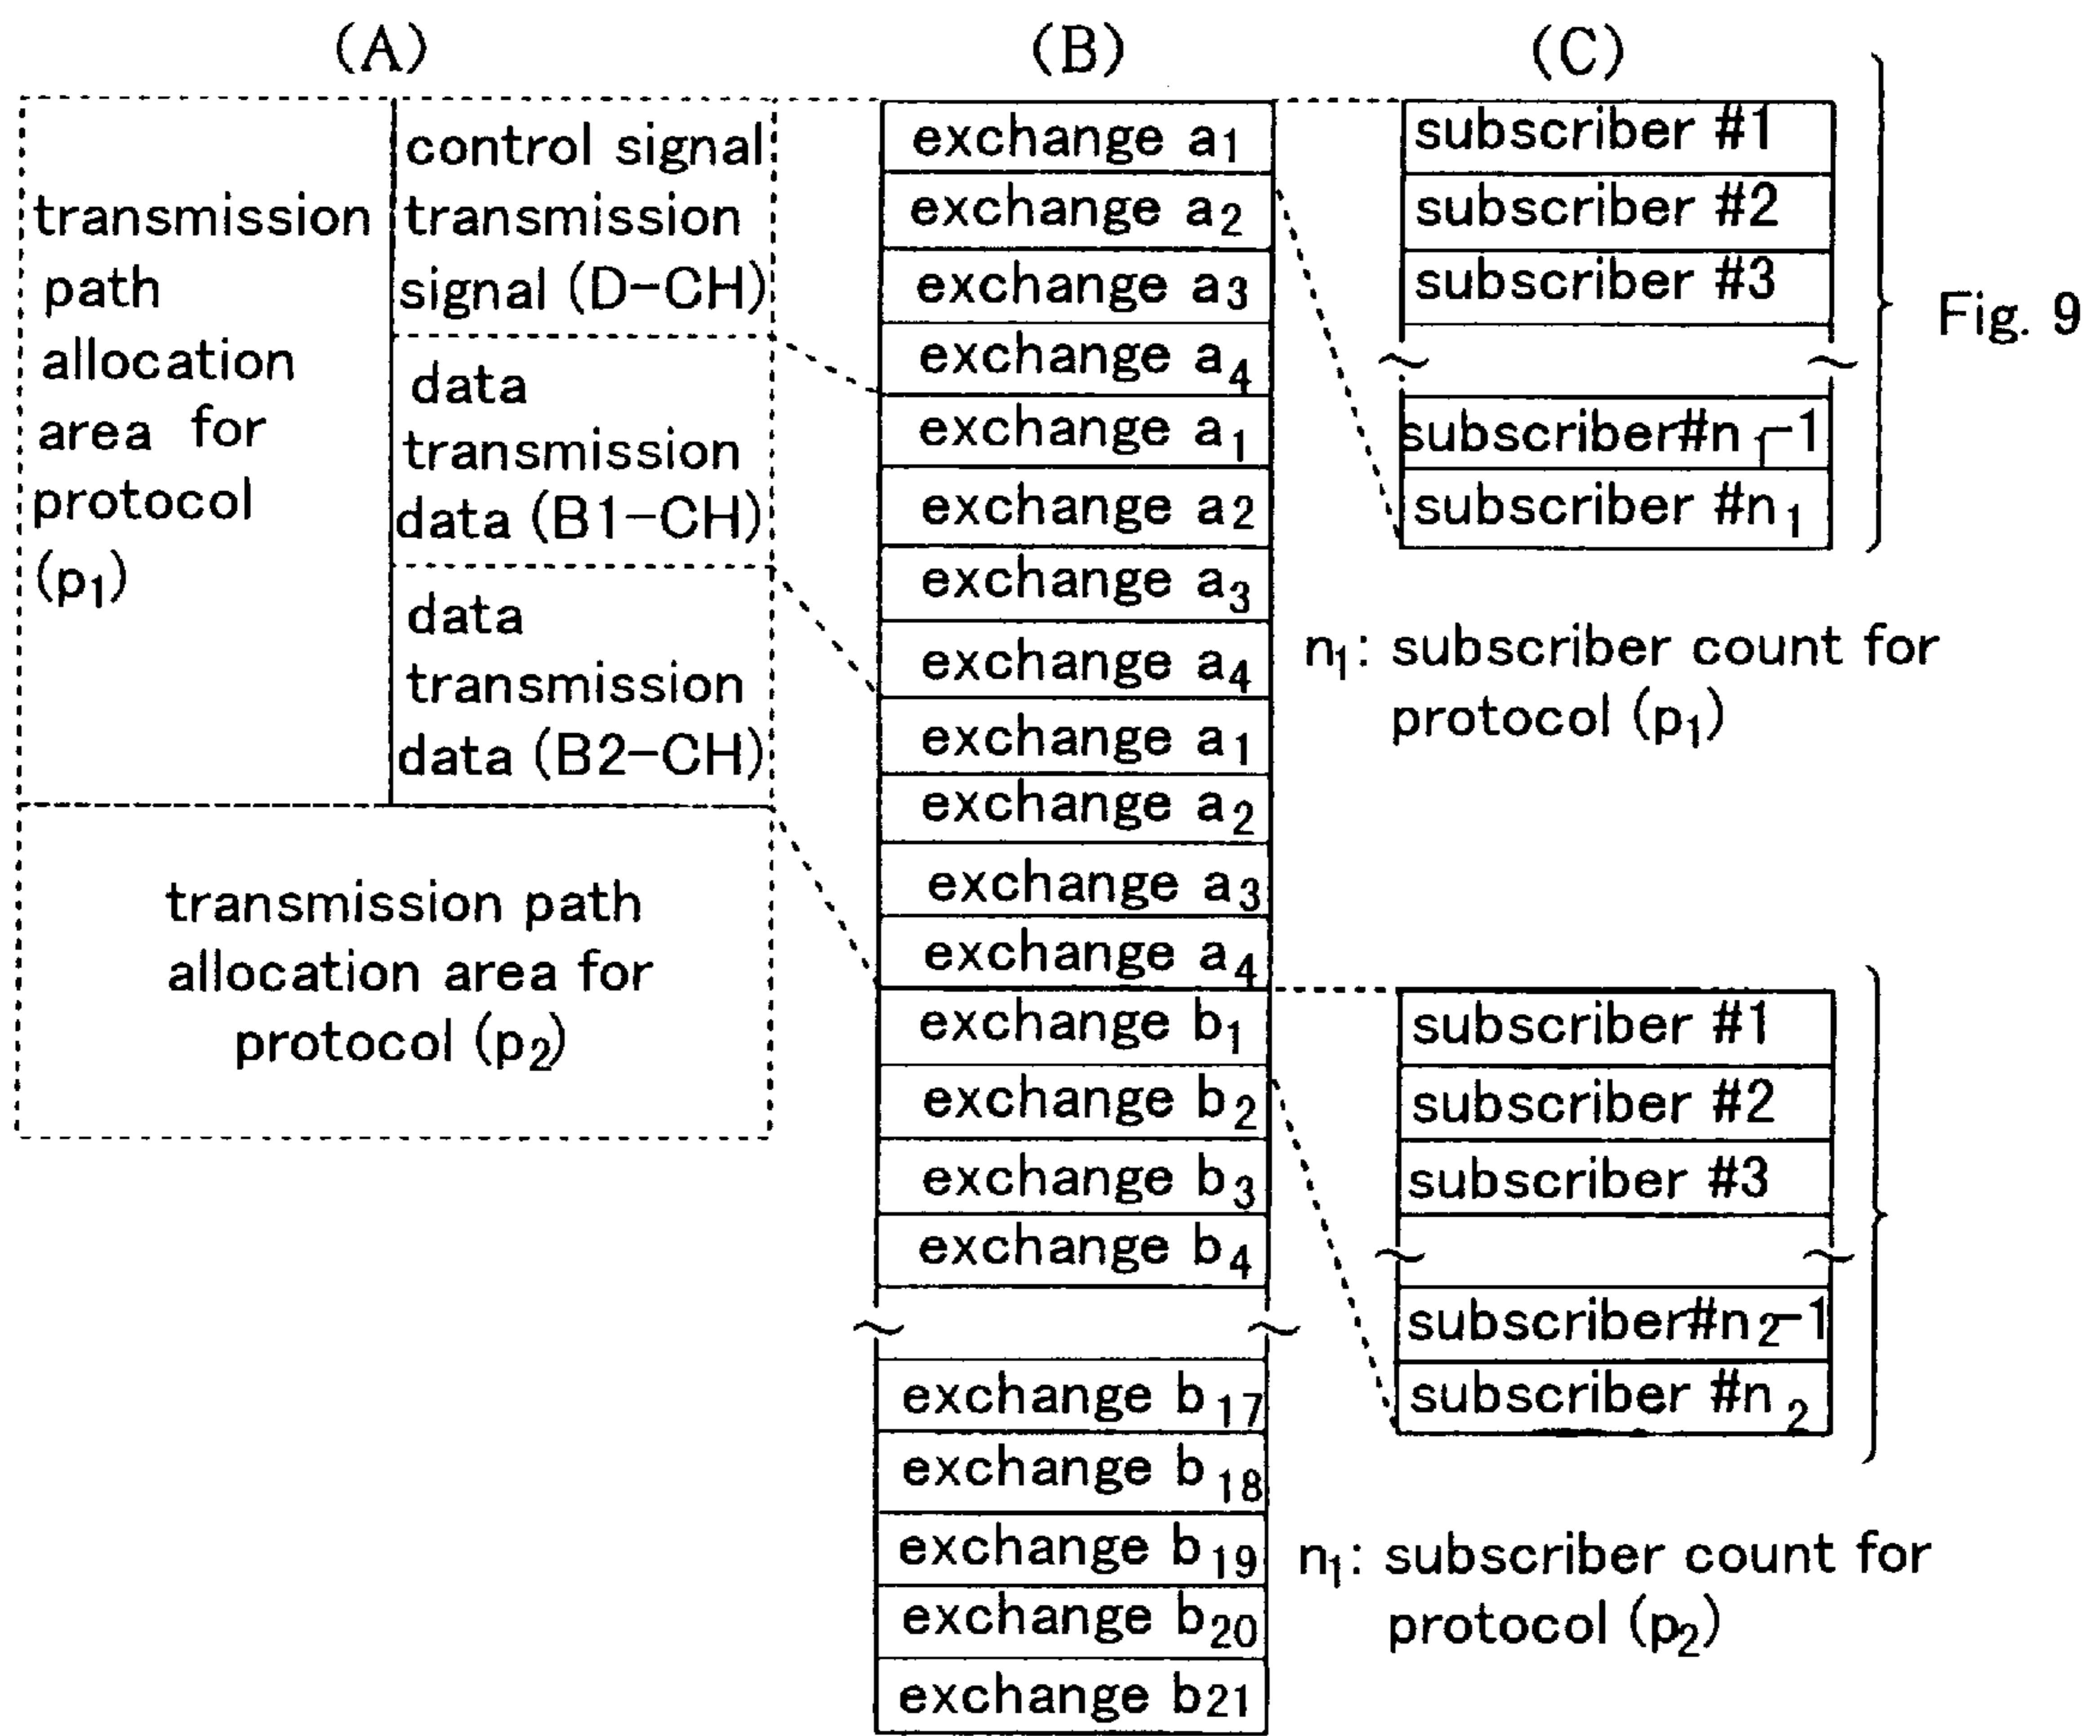 (A)
(B)
(C)
Fig. 9
transmission
path
allocation
area for
protocol
(p₁)
control signal
transmission
signal (D-CH)
data
transmission
data (B1-CH)
data
transmission
data (B2-CH)
transmission path
allocation area for
protocol (p₂)
exchange a₁
exchange a₂
exchange a₃
exchange a₄
exchange a₁
exchange a₂
exchange a₃
exchange a₄
exchange a₁
exchange a₂
exchange a₃
exchange a₄
exchange b₁
exchange b₂
exchange b₃
exchange b₄
exchange b₁₇
exchange b₁₈
exchange b₁₉
exchange b₂₀
exchange b₂₁
subscriber #1
subscriber #2
subscriber #3
subscriber#n₁-1
subscriber #n₁
n₁: subscriber count for
protocol (p₁)
subscriber #1
subscriber #2
subscriber #3
subscriber#n₂-1
subscriber #n₂
n₁: subscriber count for
protocol (p₂)